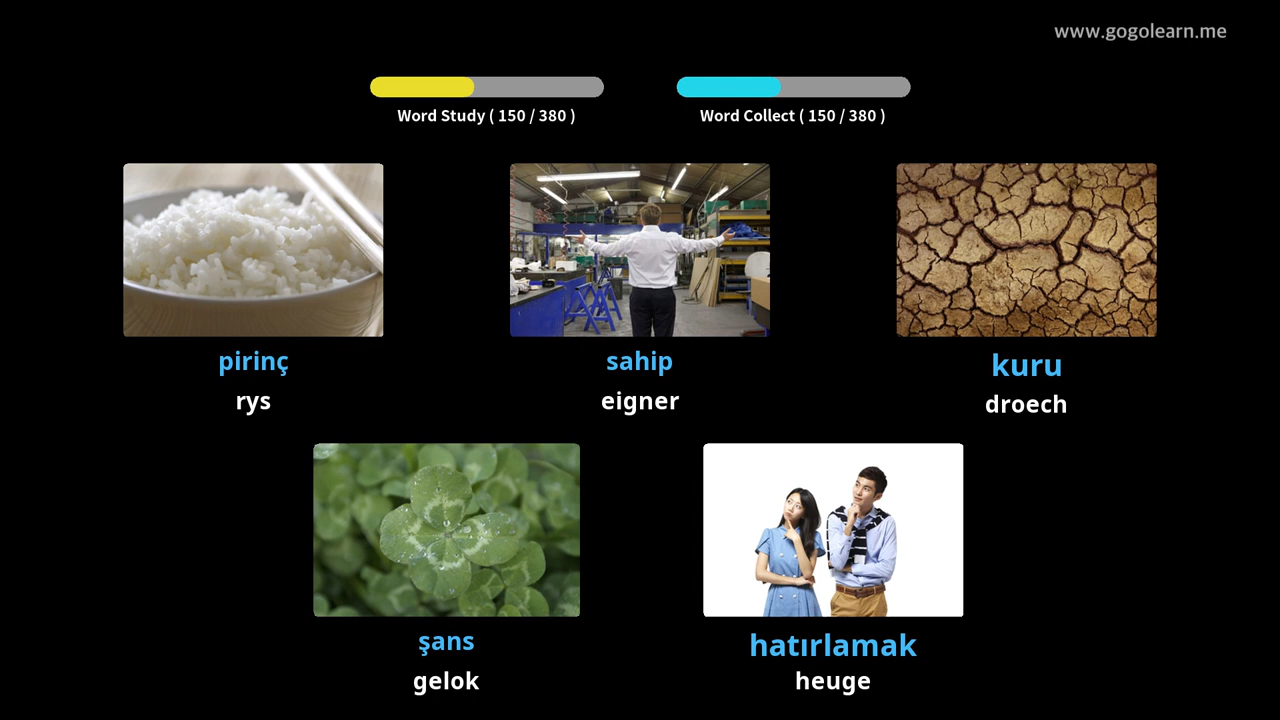 www.gogolearn.me
Word Study ( 150 / 380 )
Word Collect ( 150 / 380 )
pirinç
rys
sahip
eigner
kuru
droech
şans
gelok
hatırlamak
heuge